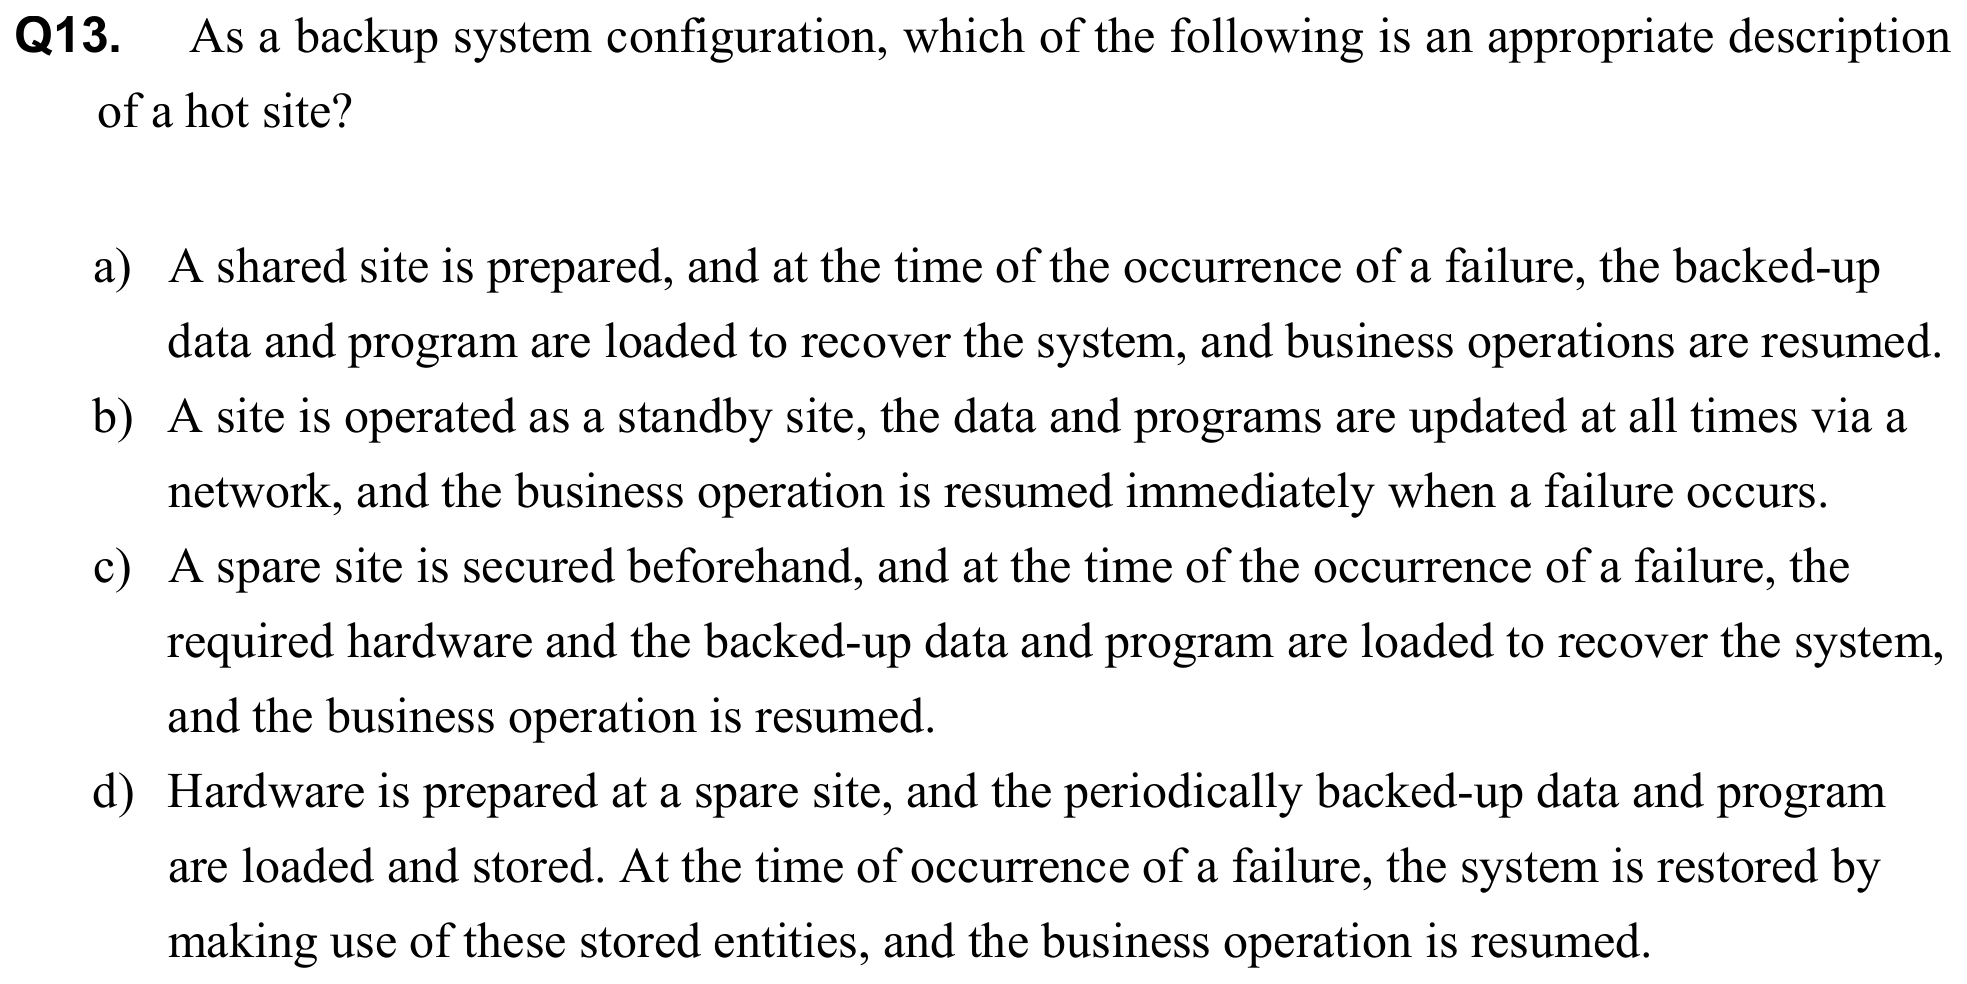 Q13. As a backup system configuration, which of the following is an appropriate description
of a hot site?
a) A shared site is prepared, and at the time of the occurrence of a failure, the backed-up
data and program are loaded to recover the system, and business operations are resumed.
b) A site is operated as a standby site, the data and programs are updated at all times via a
network, and the business operation is resumed immediately when a failure occurs.
c) A spare site is secured beforehand, and at the time of the occurrence of a failure, the
required hardware and the backed-up data and program are loaded to recover the system,
and the business operation is resumed.
d) Hardware is prepared at a spare site, and the periodically backed-up data and program
are loaded and stored. At the time of occurrence of a failure, the system is restored by
making use of these stored entities, and the business operation is resumed.